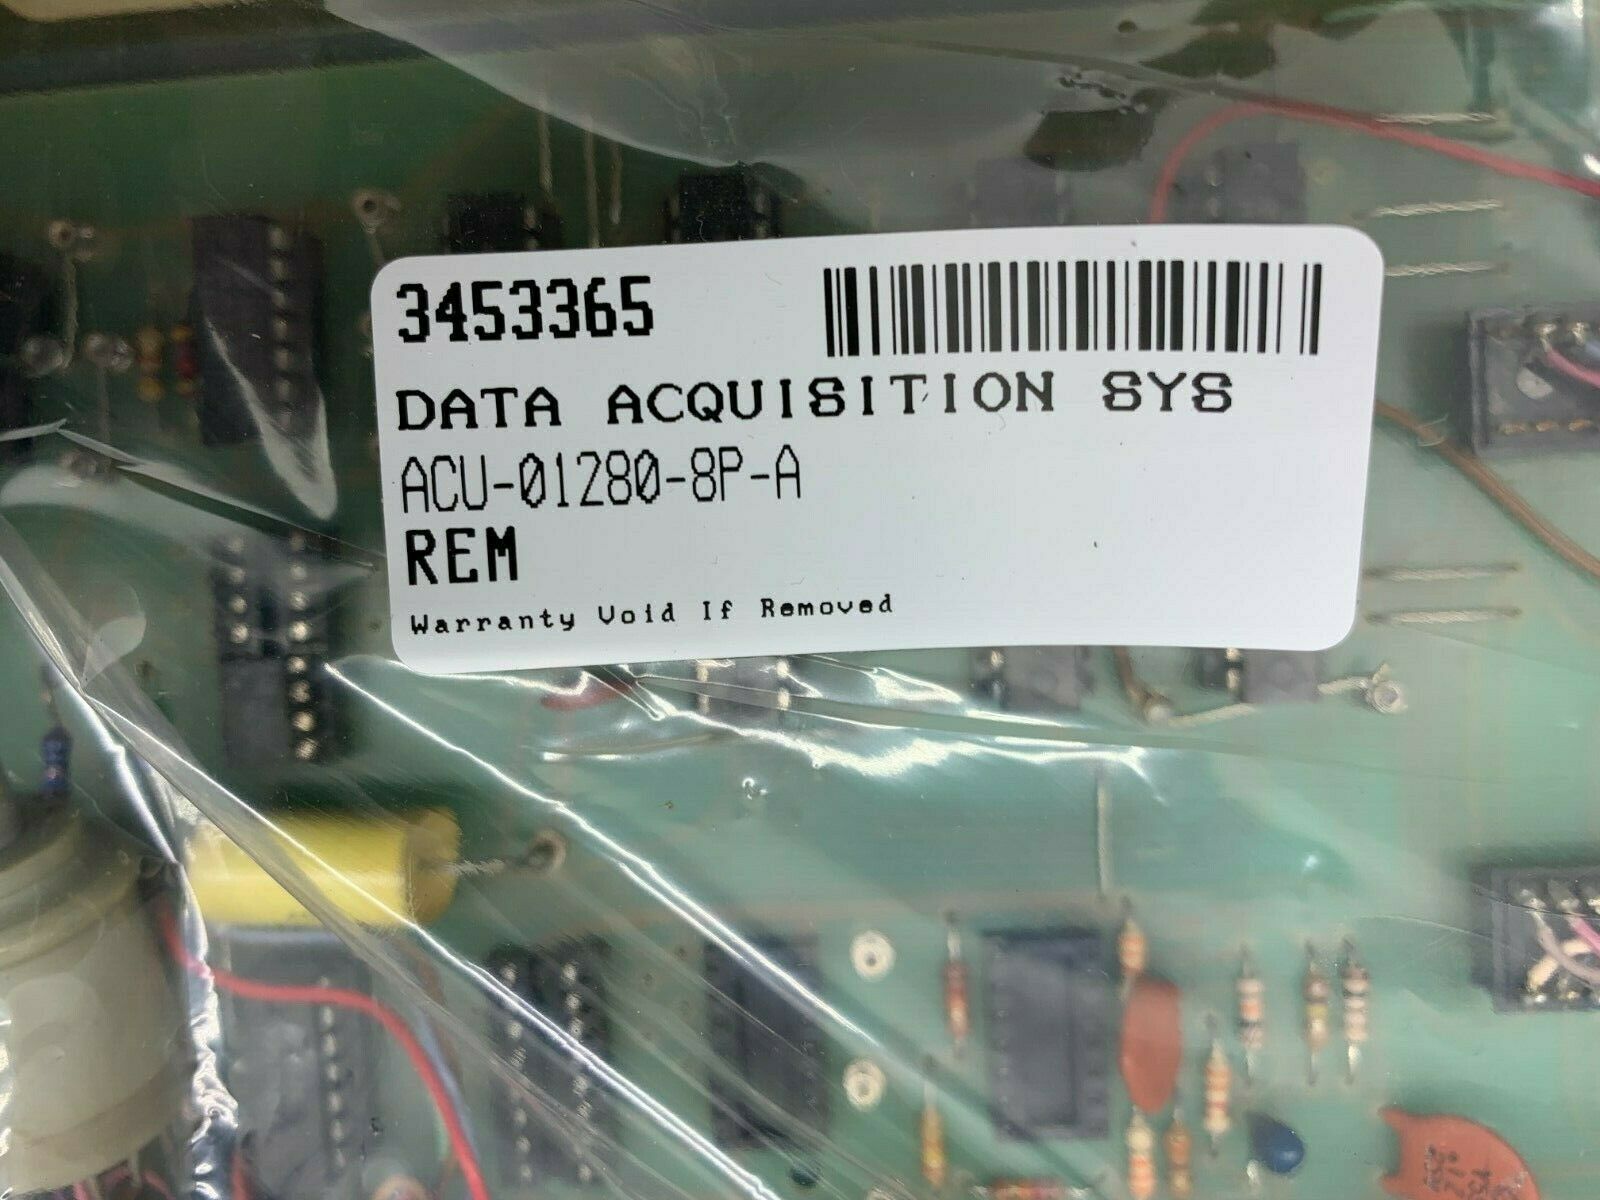 3453365
DATA ACQUISITION SYS
ACU-01280-8P-A
REM
Warranty Void If Removed